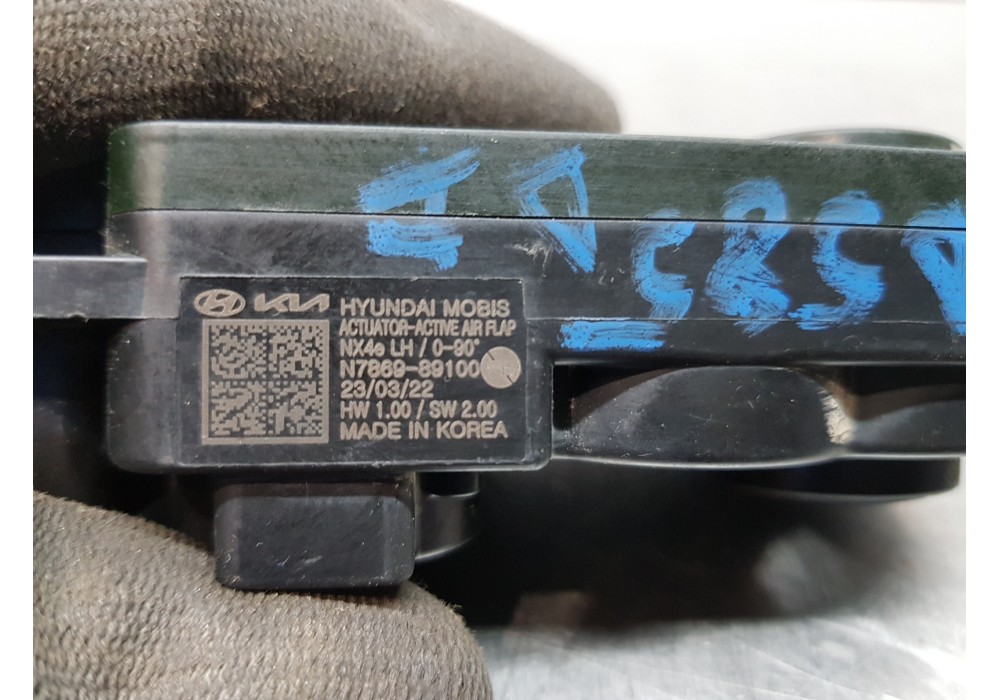 KIA HYUNDAI MOBIS
ACTUATOR-ACTIVE AIR FLAP
NX4e LH / 0-90°
N7869-89100
23/03/22
HW 1.00 / SW 2.00
MADE IN KOREA